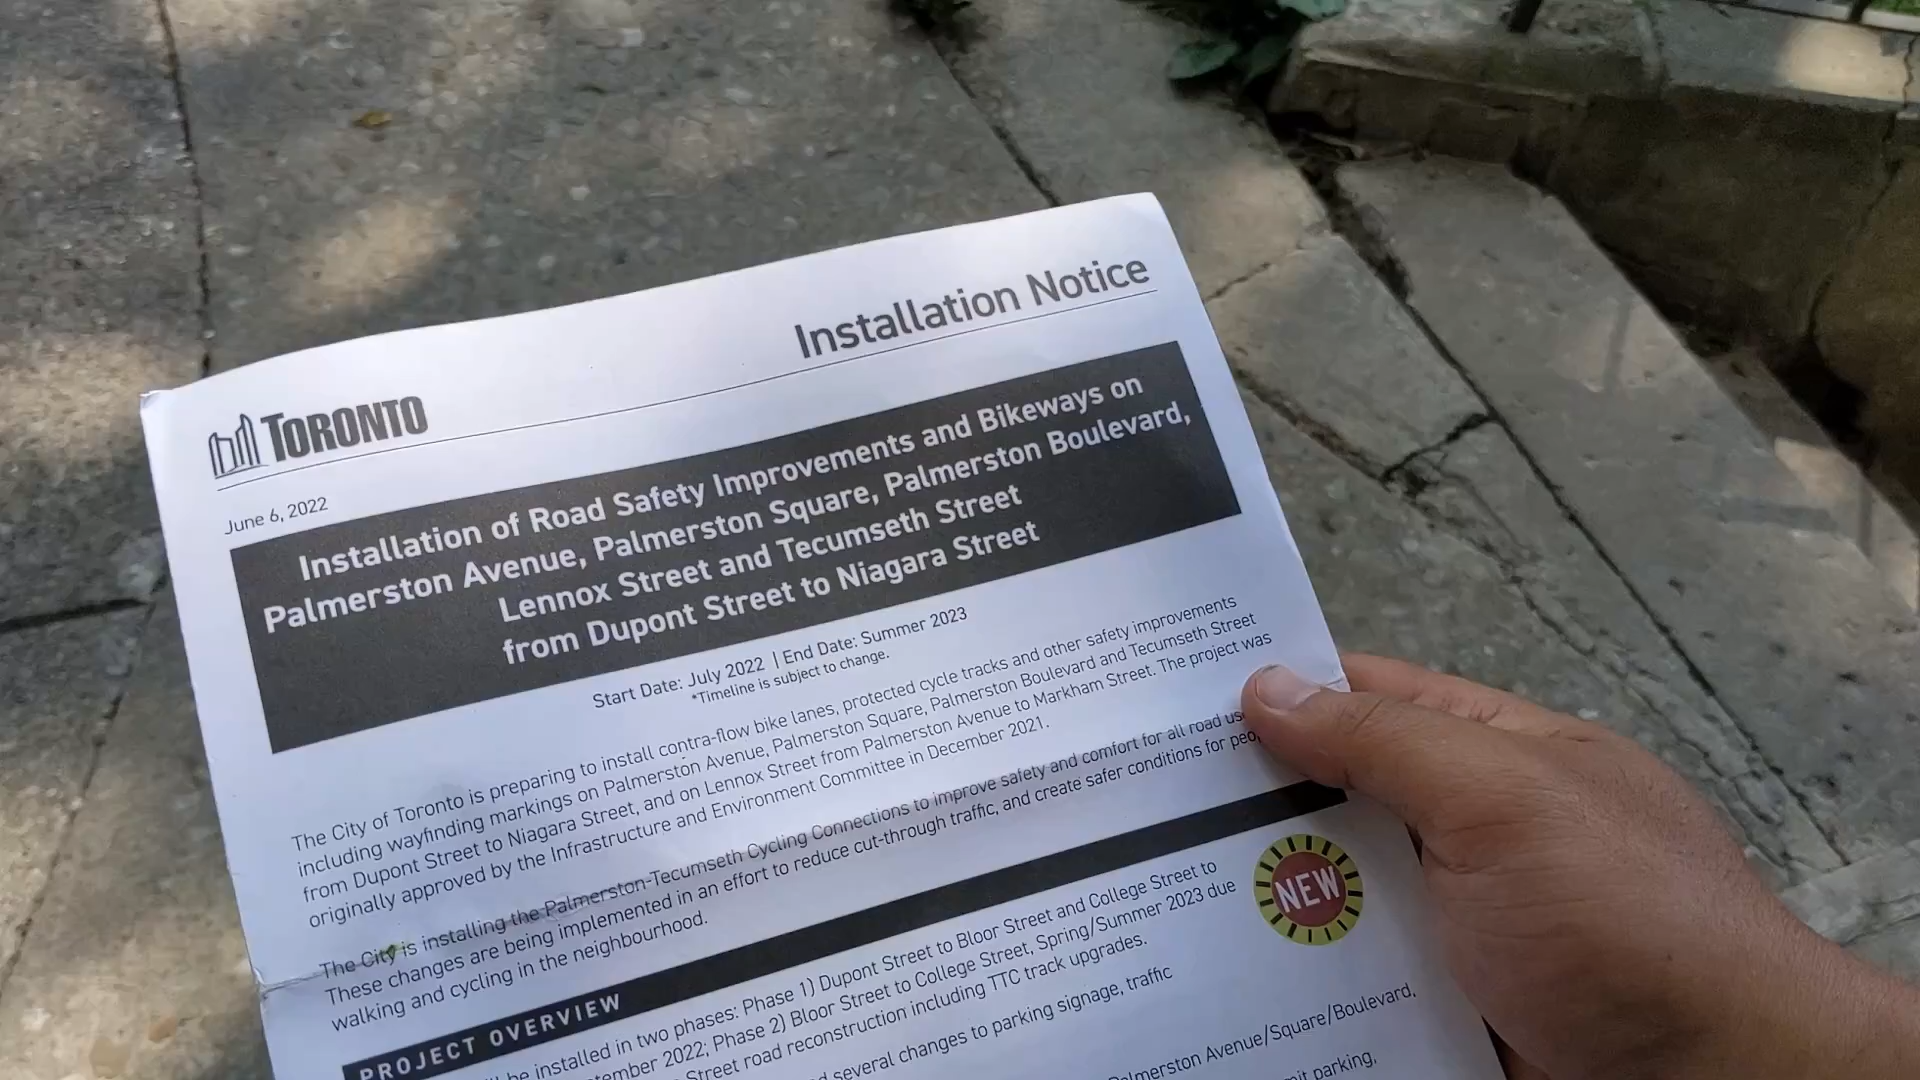 Installation Notice
TORONTO
June 6, 2022
Installation of Road Safety Improvements and Bikeways on
Palmerston Avenue, Palmerston Square, Palmerston Boulevard,
Lennox Street and Tecumseth Street
from Dupont Street to Niagara Street
Start Date: July 2022 | End Date: Summer 2023
*Timeline is subject to change.
The City of Toronto is preparing to install contra-flow bike lanes, protected cycle tracks and other safety improvements
including wayfinding markings on Palmerston Avenue, Palmerston Square, Palmerston Boulevard and Tecumseth Street
from Dupont Street to Niagara Street, and on Lennox Street from Palmerston Avenue to Markham Street. The project was
originally approved by the Infrastructure and Environment Committee in December 2021.
The City is installing the Palmerston-Tecumseth Cycling Connections to improve safety and comfort for all road
These changes are being implemented in an effort to reduce cut-through traffic, and create safer conditions for
walking and cycling in the neighbourhood.
PROJECT OVERVIEW
NEW
be installed in two phases: Phase 1) Dupont Street to Bloor Street and College Street to
2022; Phase 2) Bloor Street to College Street, Spring/Summer 2023 due
Street road reconstruction including TTC track upgrades.
several changes to parking signage, traffic
Avenue/Square/Boulevard,
parking,